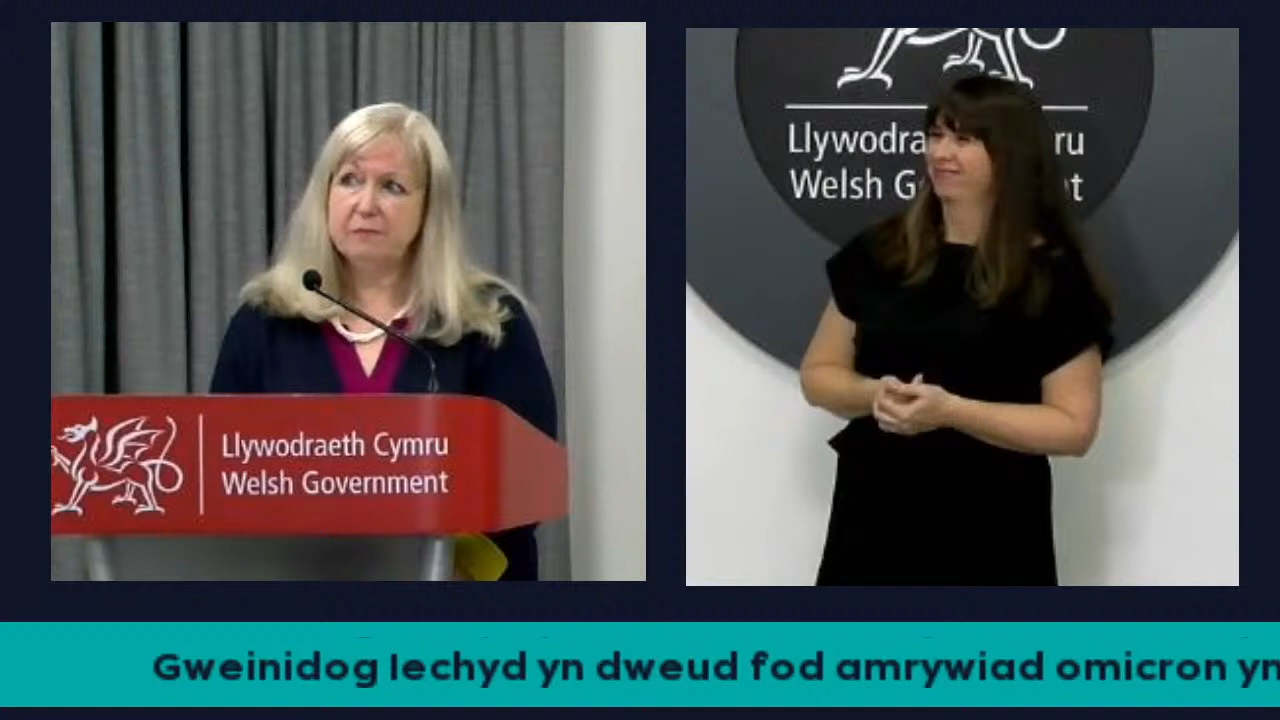 Llywodraeth Cymru
Welsh Government
Gweinidog Iechyd yn dweud fod amrywiad omicron yn